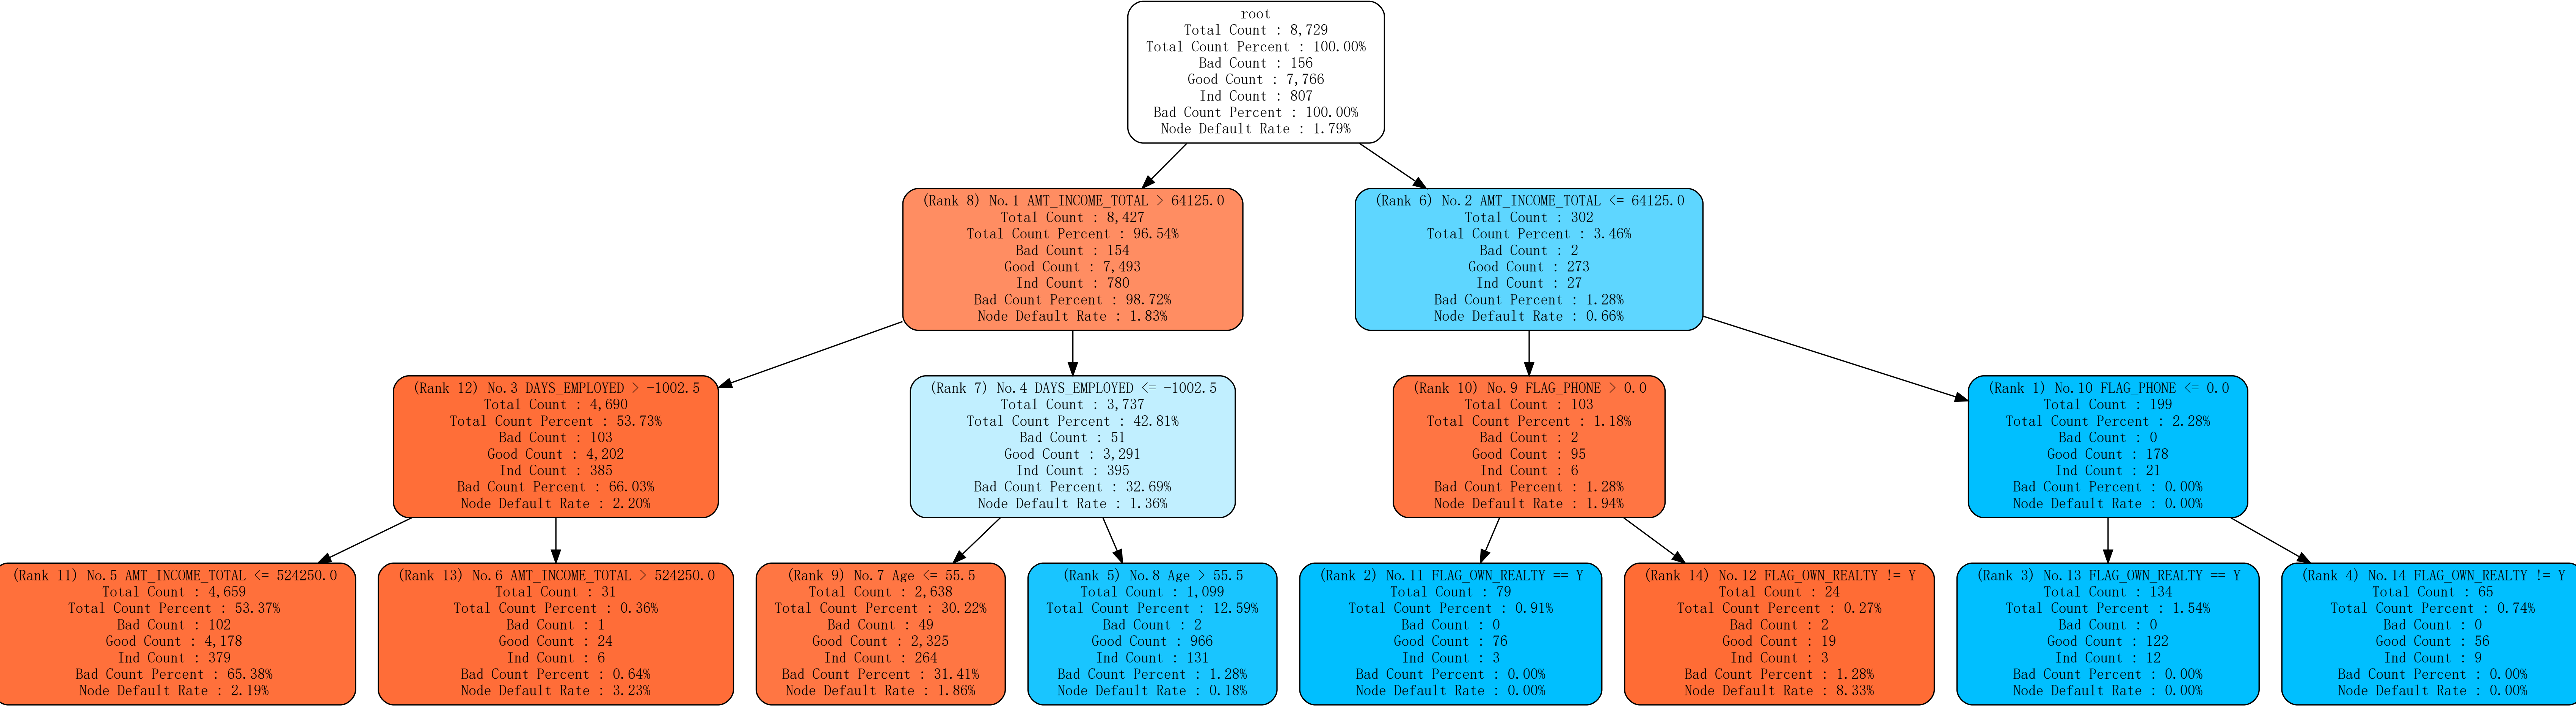 root
Total Count : 8,729
Total Count Percent : 100.00%
Bad Count : 156
Good Count : 7,766
Ind Count : 807
Bad Count Percent : 100.00%
Node Default Rate : 1.79%
(Rank 8) No.1 AMT_INCOME_TOTAL > 64125.0
Total Count : 8,427
Total Count Percent : 96.54%
Bad Count : 154
Good Count : 7,493
Ind Count : 780
Bad Count Percent : 98.72%
Node Default Rate : 1.83%
(Rank 6) No.2 AMT_INCOME_TOTAL <= 64125.0
Total Count : 302
Total Count Percent : 3.46%
Bad Count : 2
Good Count : 273
Ind Count : 27
Bad Count Percent : 1.28%
Node Default Rate : 0.66%
(Rank 12) No.3 DAYS_EMPLOYED > -1002.5
Total Count : 4,690
Total Count Percent : 53.73%
Bad Count : 103
Good Count : 4,202
Ind Count : 385
Bad Count Percent : 66.03%
Node Default Rate : 2.20%
(Rank 7) No.4 DAYS_EMPLOYED <= -1002.5
Total Count : 3,737
Total Count Percent : 42.81%
Bad Count : 51
Good Count : 3,291
Ind Count : 395
Bad Count Percent : 32.69%
Node Default Rate : 1.36%
(Rank 10) No.9 FLAG_PHONE > 0.0
Total Count : 103
Total Count Percent : 1.18%
Bad Count : 2
Good Count : 95
Ind Count : 6
Bad Count Percent : 1.28%
Node Default Rate : 1.94%
(Rank 1) No.10 FLAG_PHONE <= 0.0
Total Count : 199
Total Count Percent : 2.28%
Bad Count : 0
Good Count : 178
Ind Count : 21
Bad Count Percent : 0.00%
Node Default Rate : 0.00%
(Rank 11) No.5 AMT_INCOME_TOTAL <= 524250.0
Total Count : 4,659
Total Count Percent : 53.37%
Bad Count : 102
Good Count : 4,178
Ind Count : 379
Bad Count Percent : 65.38%
Node Default Rate : 2.19%
(Rank 13) No.6 AMT_INCOME_TOTAL > 524250.0
Total Count : 31
Total Count Percent : 0.36%
Bad Count : 1
Good Count : 24
Ind Count : 6
Bad Count Percent : 0.64%
Node Default Rate : 3.23%
(Rank 9) No.7 Age <= 55.5
Total Count : 2,638
Total Count Percent : 30.22%
Bad Count : 49
Good Count : 2,325
Ind Count : 264
Bad Count Percent : 31.41%
Node Default Rate : 1.86%
(Rank 5) No.8 Age > 55.5
Total Count : 1,099
Total Count Percent : 12.59%
Bad Count : 2
Good Count : 966
Ind Count : 131
Bad Count Percent : 1.28%
Node Default Rate : 0.18%
(Rank 2) No.11 FLAG_OWN_REALTY == Y
Total Count : 79
Total Count Percent : 0.91%
Bad Count : 0
Good Count : 76
Ind Count : 3
Bad Count Percent : 0.00%
Node Default Rate : 0.00%
(Rank 14) No.12 FLAG_OWN_REALTY != Y
Total Count : 24
Total Count Percent : 0.27%
Bad Count : 2
Good Count : 19
Ind Count : 3
Bad Count Percent : 1.28%
Node Default Rate : 8.33%
(Rank 3) No.13 FLAG_OWN_REALTY == Y
Total Count : 134
Total Count Percent : 1.54%
Bad Count : 0
Good Count : 122
Ind Count : 12
Bad Count Percent : 0.00%
Node Default Rate : 0.00%
(Rank 4) No.14 FLAG_OWN_REALTY != Y
Total Count : 65
Total Count Percent : 0.74%
Bad Count : 0
Good Count : 56
Ind Count : 9
Bad Count Percent : 0.00%
Node Default Rate : 0.00%